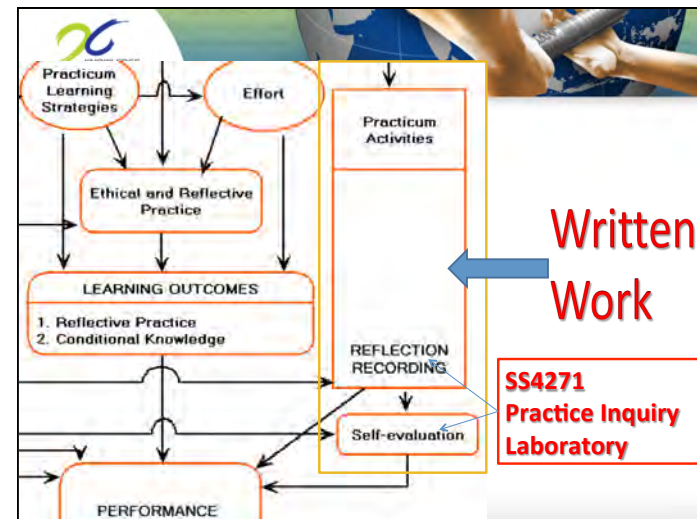 Practicum
Learning
Strategies
Effort
Practicum
Activities
Ethical and Reflective
Practice
Written
Work
LEARNING OUTCOMES
1. Reflective Practice
2. Conditional Knowledge
REFLECTION
RECORDING
SS4271
Practice Inquiry
Laboratory
Self-evaluation
PERFORMANCE